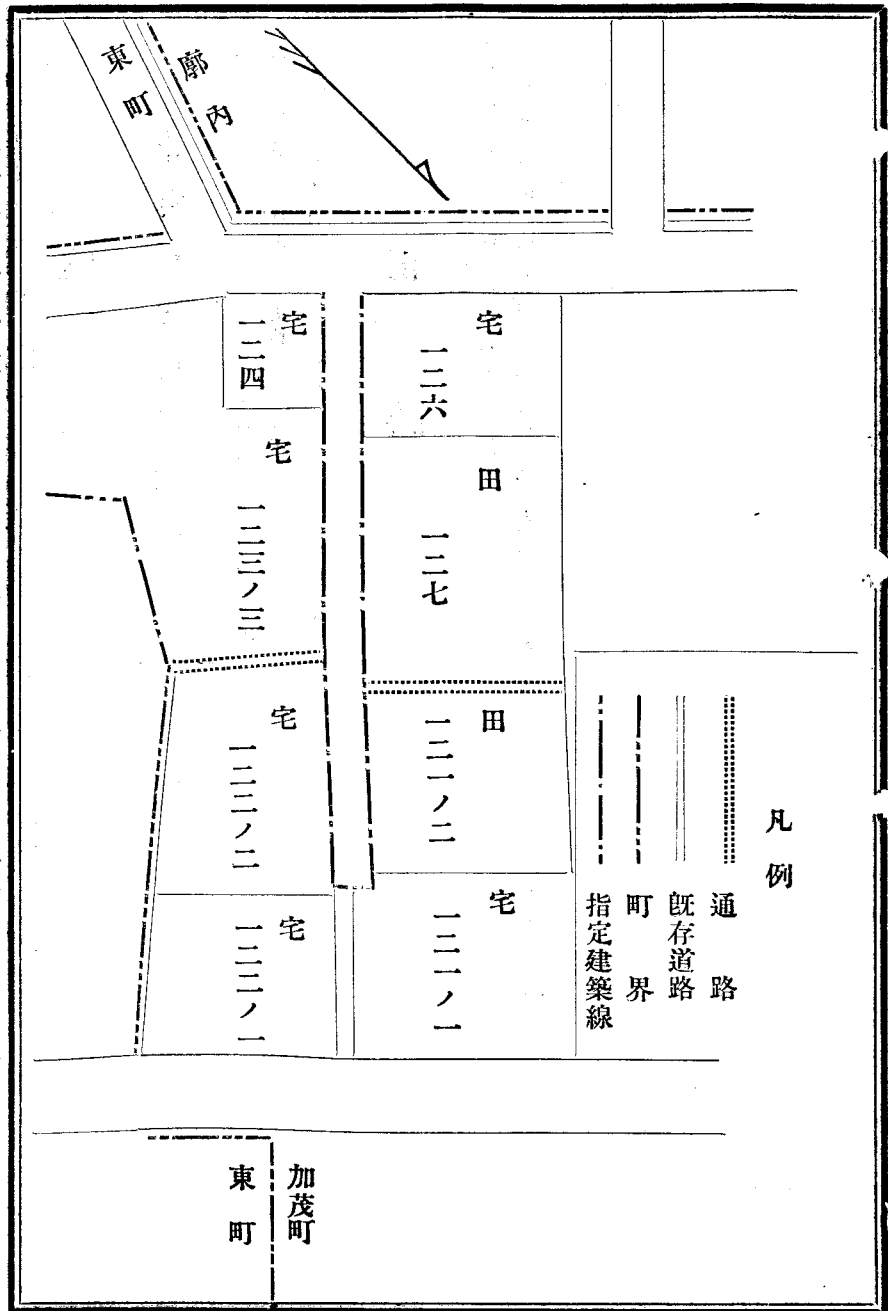 東町
廓内
宅
一二四
宅
一二六
宅
一二三ノ三
田
一二七
宅
一二二ノ二
田
一二一ノ二
宅
一二二ノ一
宅
一二一ノ一
凡例
通路
既存道路
町界
指定建築線
加茂町
東町